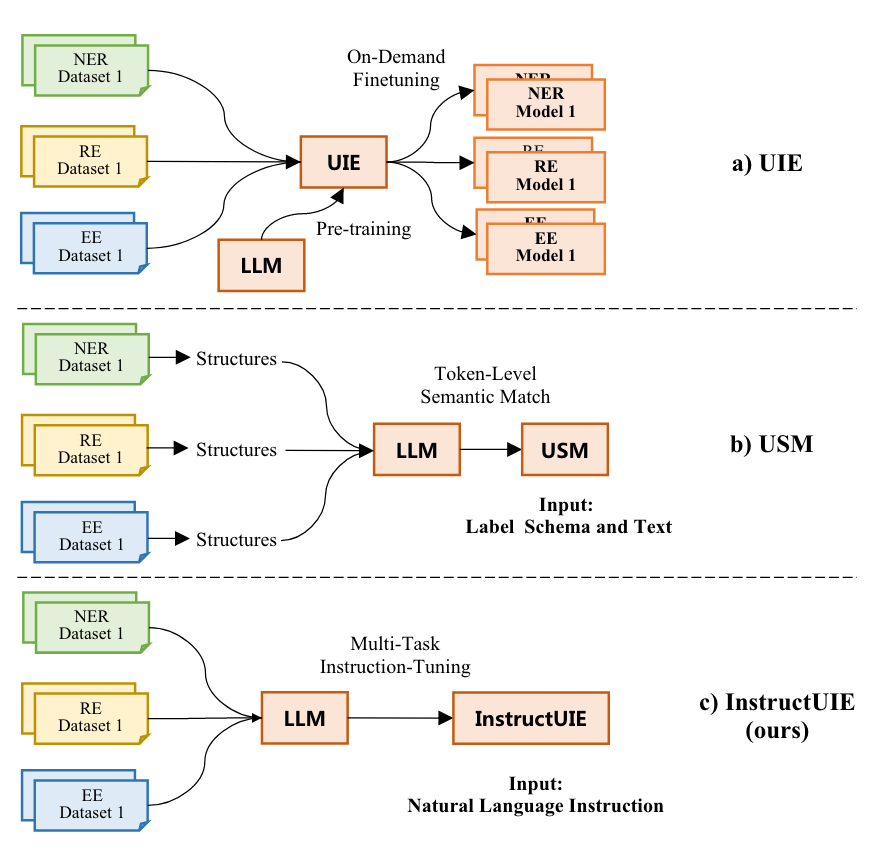 NER
Dataset 1
RE
Dataset 1
EE
Dataset 1
UIE
LLM
Pre-training
On-Demand
Finetuning
NER
NER
Model 1
RE
RE
Model 1
EE
EE
Model 1
a) UIE
NER
Dataset 1
RE
Dataset 1
EE
Dataset 1
Structures
Structures
Structures
LLM
Token-Level
Semantic Match
USM
Input:
Label Schema and Text
b) USM
NER
Dataset 1
RE
Dataset 1
EE
Dataset 1
LLM
Multi-Task
Instruction-Tuning
InstructUIE
Input:
Natural Language Instruction
c) InstructUIE
(ours)